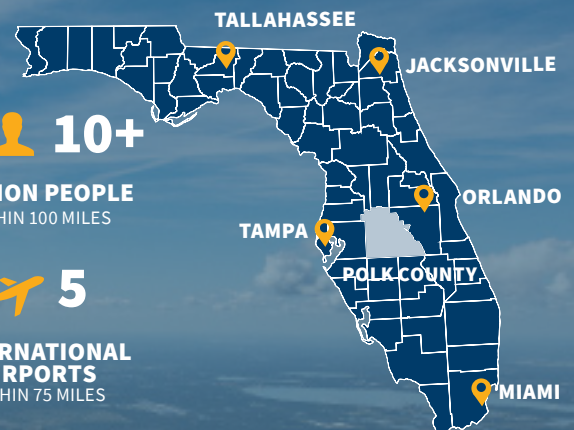 TALLAHASSEE
JACKSONVILLE
10+
ION PEOPLE
HIN 100 MILES
ORLANDO
TAMPA
POLK COUNTY
5
RNATIONAL
RPORTS
HIN 75 MILES
MIAMI